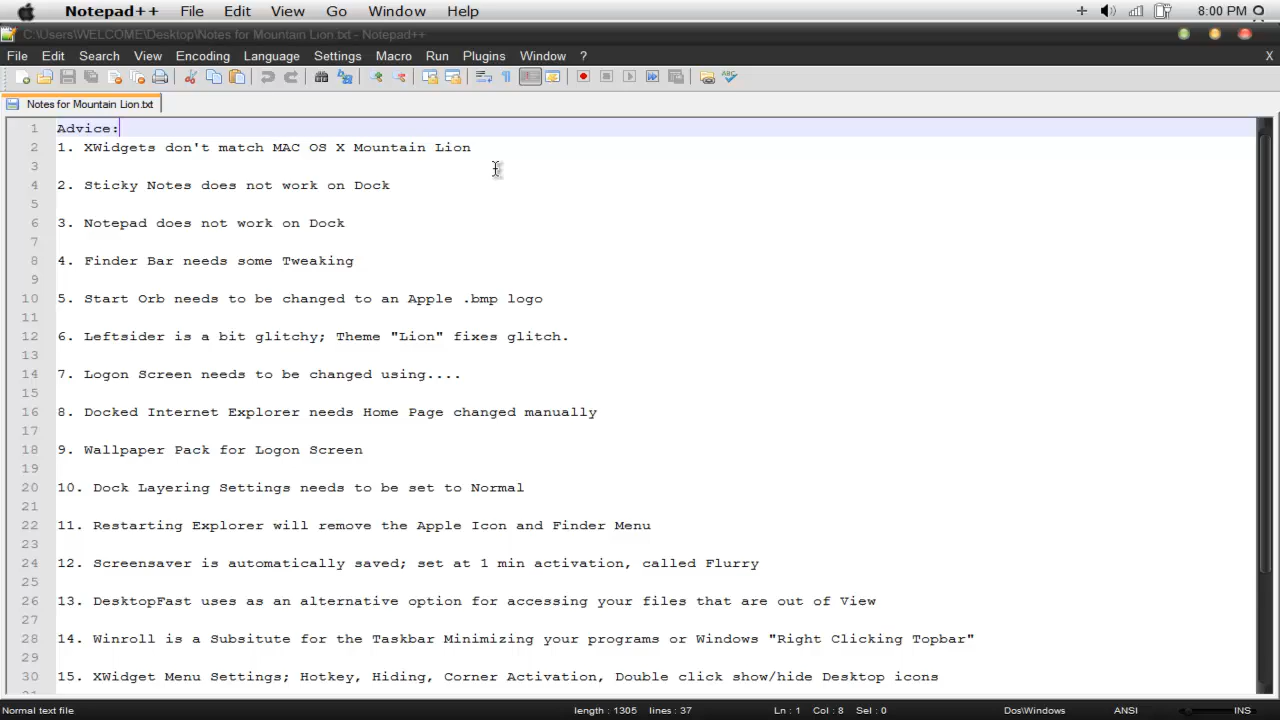 Notepad++ File Edit View Go Window Help 8:00 PM
C:\Users\WELCOME\Desktop\Notes for Mountain Lion.txt - Notepad++
File Edit Search View Encoding Language Settings Macro Run Plugins Window ? X
Notes for Mountain Lion.txt
1 Advice:
2 1. XWidgets don't match MAC OS X Mountain Lion
3
4 2. Sticky Notes does not work on Dock
5
6 3. Notepad does not work on Dock
7
8 4. Finder Bar needs some Tweaking
9
10 5. Start Orb needs to be changed to an Apple .bmp logo
11
12 6. Leftsider is a bit glitchy; Theme "Lion" fixes glitch.
13
14 7. Logon Screen needs to be changed using....
15
16 8. Docked Internet Explorer needs Home Page changed manually
17
18 9. Wallpaper Pack for Logon Screen
19
20 10. Dock Layering Settings needs to be set to Normal
21
22 11. Restarting Explorer will remove the Apple Icon and Finder Menu
23
24 12. Screensaver is automatically saved; set at 1 min activation, called Flurry
25
26 13. DesktopFast uses as an alternative option for accessing your files that are out of View
27
28 14. Winroll is a Subsitute for the Taskbar Minimizing your programs or Windows "Right Clicking Topbar"
29
30 15. XWidget Menu Settings; Hotkey, Hiding, Corner Activation, Double click show/hide Desktop icons
Normal text file length : 1305 lines : 37 Ln : 1 Col : 8 Sel : 0 Dos\Windows ANSI INS